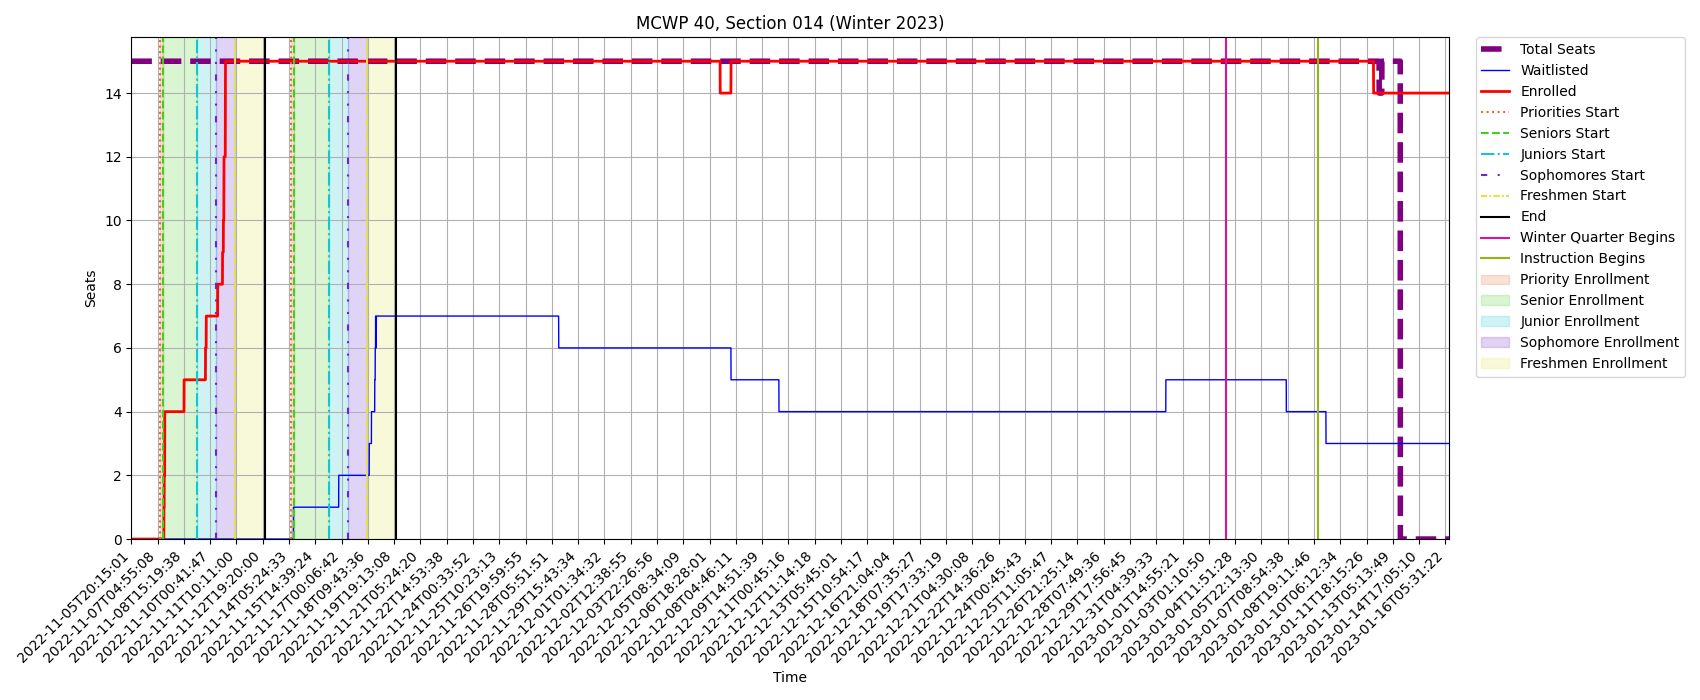 MCWP 40, Section 014 (Winter 2023)
Seats
14
12
10
8
6
4
2
0
2022-11-05T20:15:01
2022-11-07T04:55:08
2022-11-08T15:19:38
2022-11-10T00:41:47
2022-11-11T10:11:00
2022-11-12T19:20:00
2022-11-14T05:24:33
2022-11-15T14:39:24
2022-11-17T00:06:42
2022-11-18T09:43:36
2022-11-19T19:13:08
2022-11-21T05:24:20
2022-11-22T14:53:38
2022-11-24T00:33:52
2022-11-25T10:23:13
2022-11-26T19:59:55
2022-11-28T05:51:51
2022-11-29T15:43:34
2022-12-01T01:34:32
2022-12-02T12:38:55
2022-12-03T22:26:56
2022-12-05T08:34:09
2022-12-06T18:28:01
2022-12-08T04:46:11
2022-12-09T14:51:39
2022-12-11T00:45:16
2022-12-12T11:14:18
2022-12-13T05:45:01
2022-12-15T10:54:17
2022-12-16T21:04:04
2022-12-18T07:35:27
2022-12-19T17:33:19
2022-12-21T04:30:08
2022-12-22T14:36:26
2022-12-24T00:45:43
2022-12-25T11:05:47
2022-12-26T21:25:14
2022-12-28T07:49:36
2022-12-29T17:56:45
2022-12-31T04:39:33
2023-01-01T14:55:21
2023-01-03T01:10:50
2023-01-04T11:51:28
2023-01-05T22:13:30
2023-01-07T08:54:38
2023-01-08T19:11:46
2023-01-10T06:12:34
2023-01-11T18:15:26
2023-01-13T05:13:49
2023-01-14T17:05:10
2023-01-16T05:31:22
Time
Total Seats
Waitlisted
Enrolled
Priorities Start
Seniors Start
Juniors Start
Sophomores Start
Freshmen Start
End
Winter Quarter Begins
Instruction Begins
Priority Enrollment
Senior Enrollment
Junior Enrollment
Sophomore Enrollment
Freshmen Enrollment